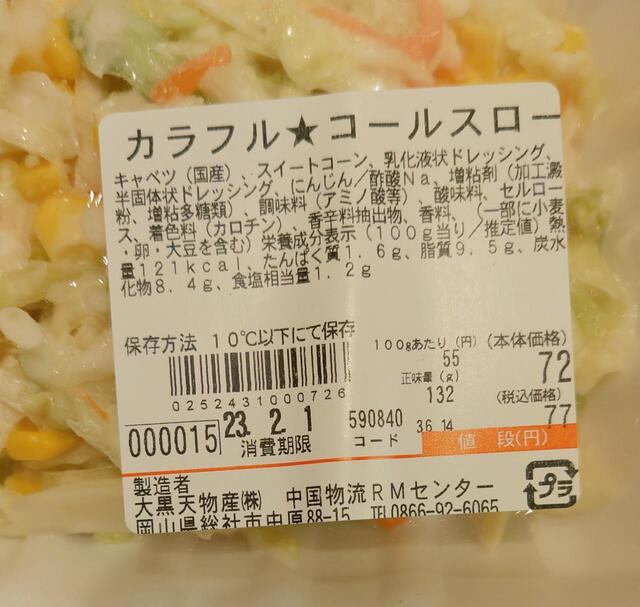 カラフル★コールスロー
キャベツ（国産）、スイートコーン、乳化液状ドレッシング、
半固体状ドレッシング、にんじん／酢酸Na、増粘剤（加工澱
粉、増粘多糖類）、調味料（アミノ酸等）、酸味料、セルロー
ス、着色料（カロチン）、香辛料抽出物、香料、（一部に小麦
・卵・大豆を含む）栄養成分表示（100g当り／推定値）熱
量121kcal、たんぱく質1.6g、脂質9.5g、炭水
化物8.4g、食塩相当量1.2g
保存方法 10℃以下にて保存
100gあたり（円）
55
（本体価格）
72
正味量（g）
132
（税込価格）
77
0252431000726
000015
23.2.1
消費期限
590840
コード
36 14
値 段(円)
製造者
大黒天物産㈱ 中国物流RMセンター
岡山県総社市中原88-15 TEL0866-92-6065
プラ